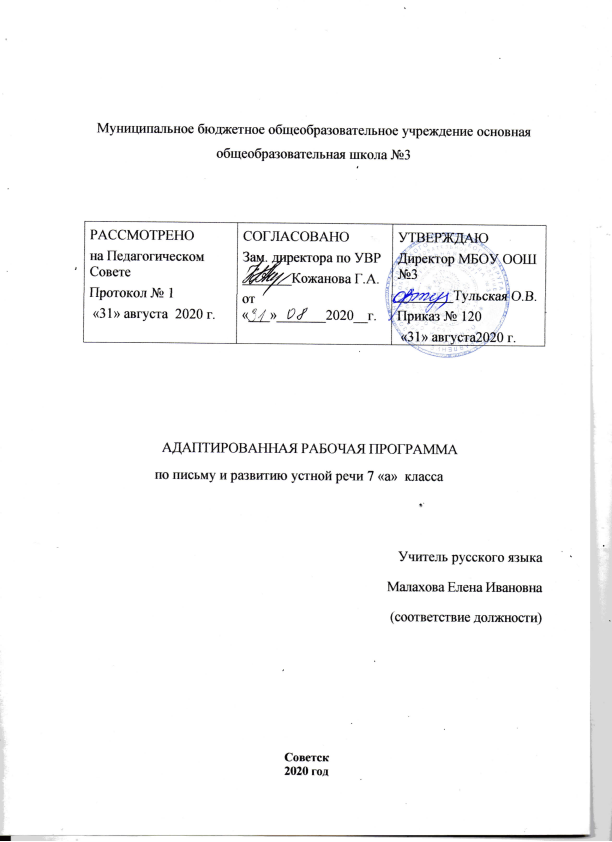 Муниципальное бюджетное общеобразовательное учреждение основная
общеобразовательная школа №3
РАССМОТРЕНО
на Педагогическом
Совете
Протокол № 1
«31» августа 2020 г.
СОГЛАСОВАНО
Зам. директора по УВР
Кожанова Г.А.
от
«31» 08 2020 г.
УТВЕРЖДАЮ
Директор МБОУ ООШ
№3
Тульская О.В.
Приказ № 120
«31» августа2020 г.
АДАПТИРОВАННАЯ РАБОЧАЯ ПРОГРАММА
по письму и развитию устной речи 7 «а» класса
Учитель русского языка
Малахова Елена Ивановна
(соответствие должности)
Советск
2020 год